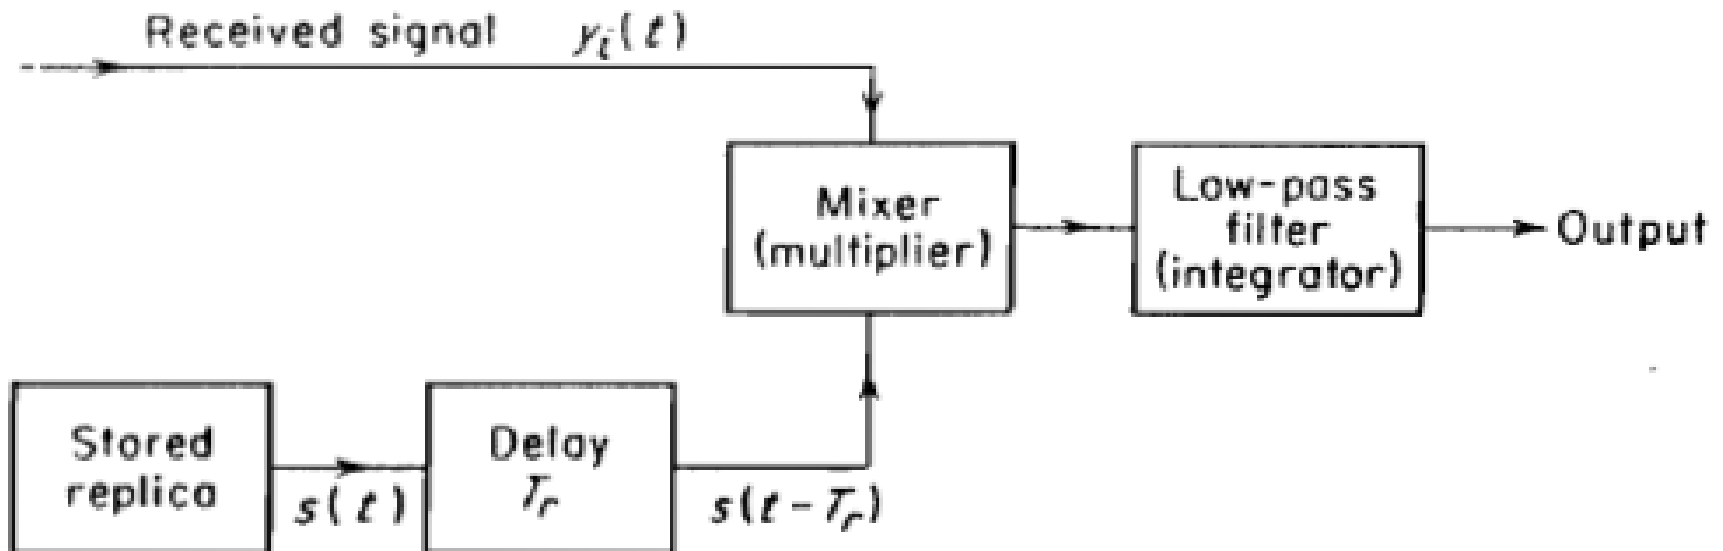 Received signal y_i(t)
Mixer
(multiplier)
Low-pass
filter
(integrator)
Output
Stored
replica
s(t)
Delay
T_r
s(t-T_r)